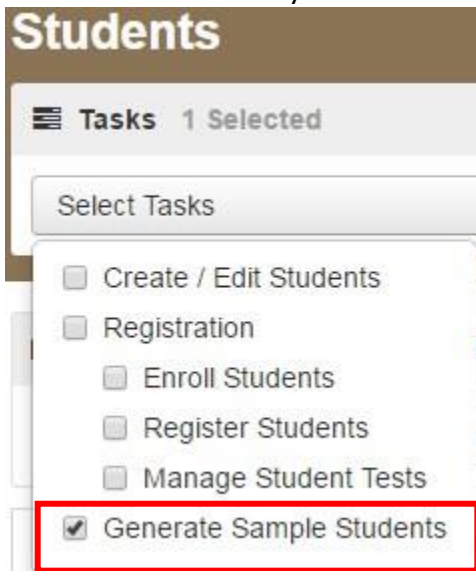 Students
Tasks 1 Selected
Select Tasks
Create / Edit Students
Registration
Enroll Students
Register Students
Manage Student Tests
Generate Sample Students